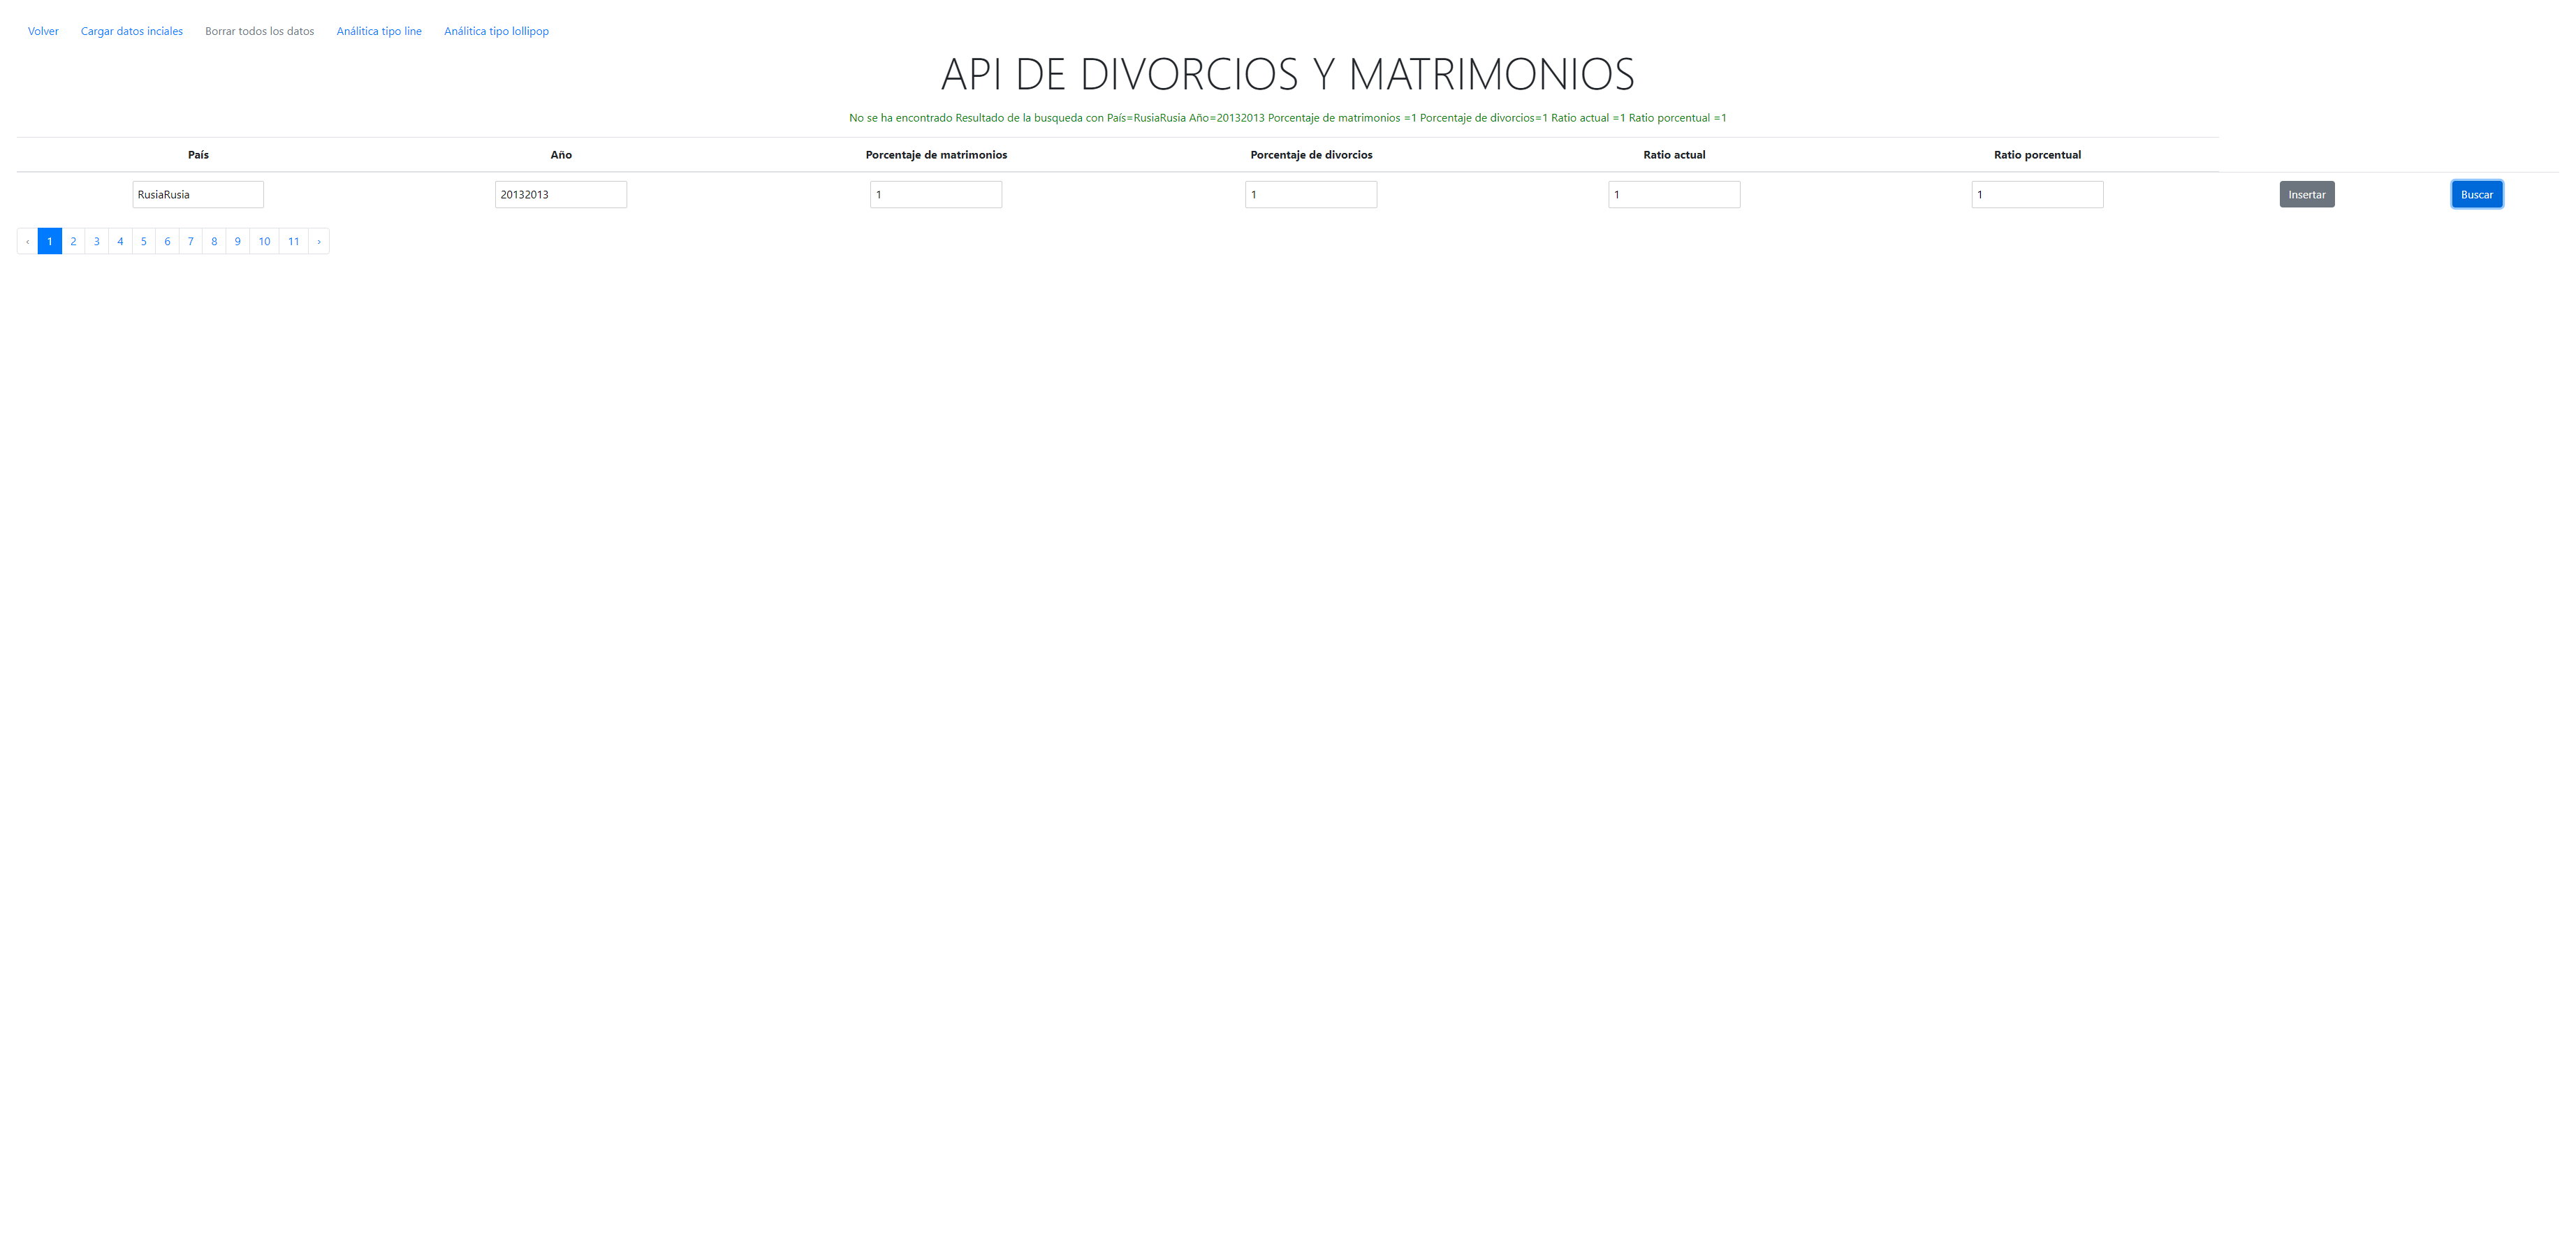 Volver Cargar datos inciales Borrar todos los datos Análitica tipo line Análitica tipo lollipop
API DE DIVORCIOS Y MATRIMONIOS
No se ha encontrado Resultado de la busqueda con País=RusiaRusia Año=20132013 Porcentaje de matrimonios =1 Porcentaje de divorcios=1 Ratio actual =1 Ratio porcentual =1
País Año Porcentaje de matrimonios Porcentaje de divorcios Ratio actual Ratio porcentual
RusiaRusia 20132013 1 1 1 1 Insertar Buscar
‹ 1 2 3 4 5 6 7 8 9 10 11 ›